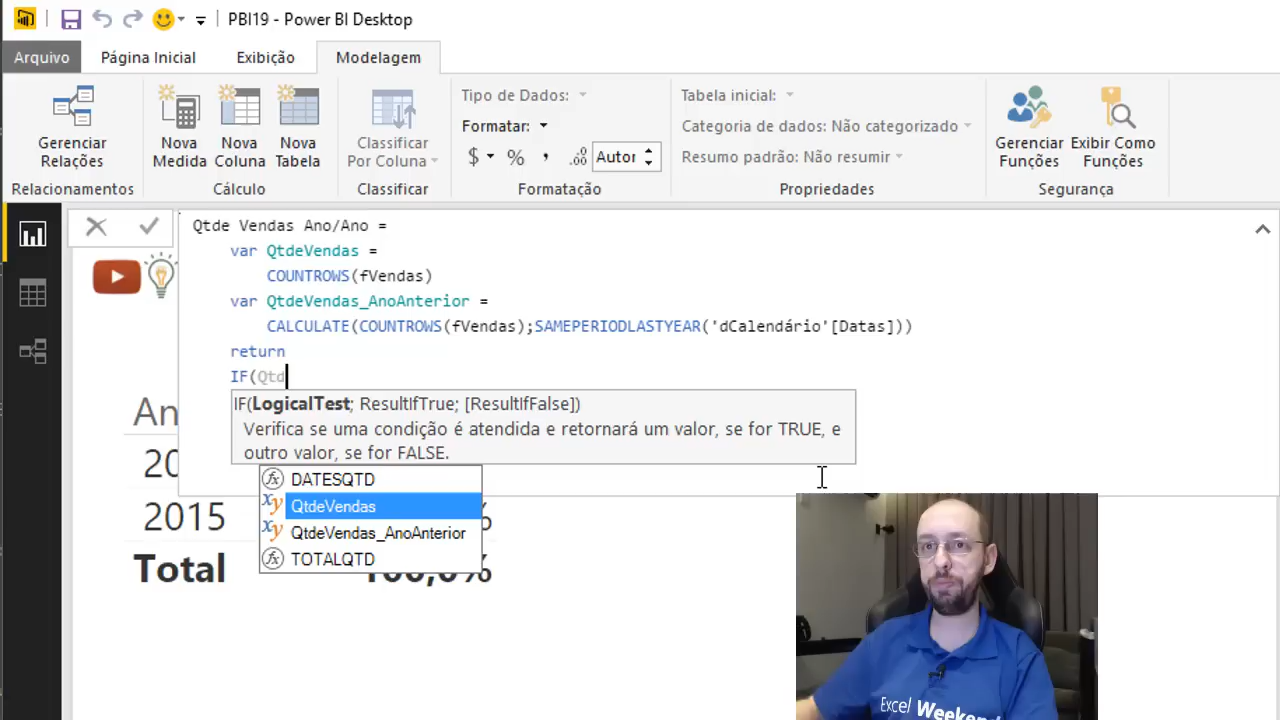 PBI19 - Power BI Desktop
Arquivo
Página Inicial
Exibição
Modelagem
Gerenciar
Relações
Relacionamentos
Nova
Medida
Nova
Coluna
Nova
Tabela
Cálculo
Classificar
Por Coluna
Classificar
Tipo de Dados:
Formatar:
$ % , .00 Autor
Formatação
Tabela inicial:
Categoria de dados: Não categorizado
Resumo padrão: Não resumir
Propriedades
Gerenciar
Funções
Exibir Como
Funções
Segurança
Qtde Vendas Ano/Ano =
var QtdeVendas =
COUNTROWS(fVendas)
var QtdeVendas_AnoAnterior =
CALCULATE(COUNTROWS(fVendas);SAMEPERIODLASTYEAR('dCalendário'[Datas]))
return
IF(Qtd
IF(LogicalTest; ResultIfTrue; [ResultIfFalse])
Verifica se uma condição é atendida e retornará um valor, se for TRUE, e
outro valor, se for FALSE.
DATESQTD
QtdeVendas
QtdeVendas_AnoAnterior
TOTALQTD
An
20
2015 %
Total 100,0%
Excel Weekend